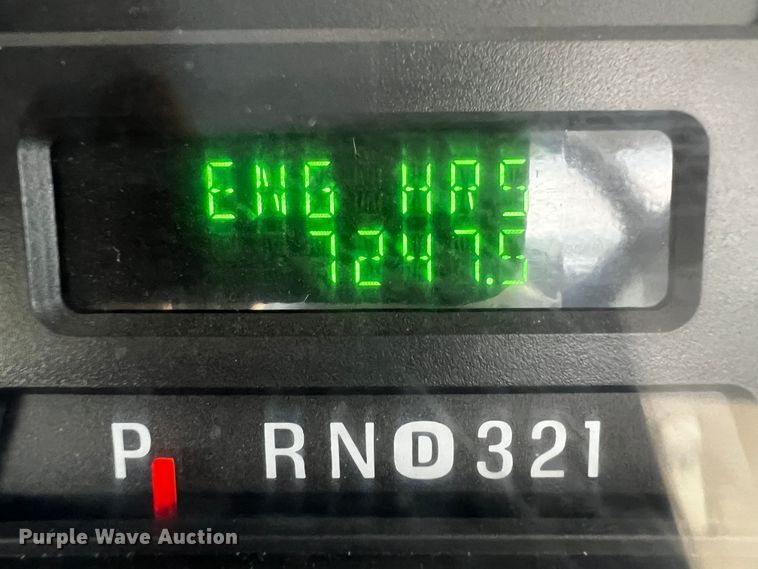 ENG HRS
7247.5
P RND321
Purple Wave Auction